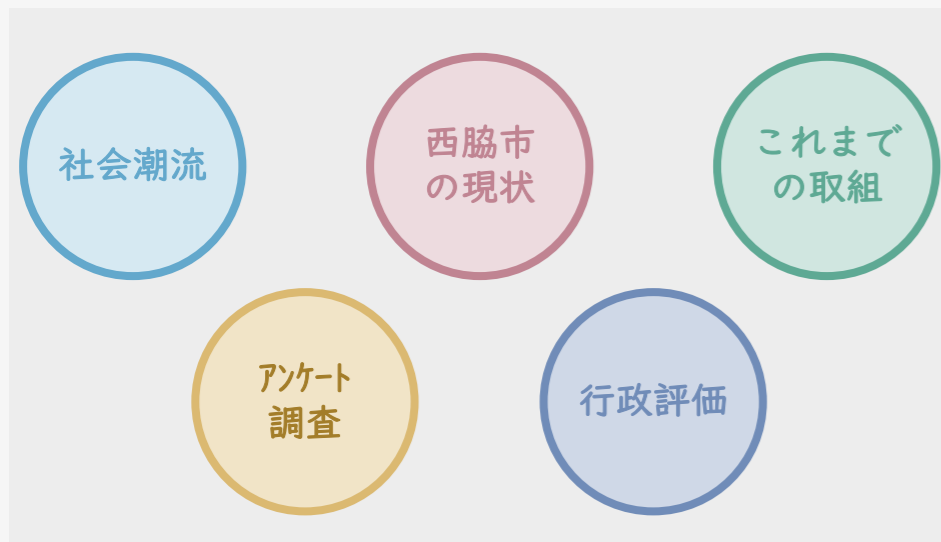 社会潮流
西脇市
の現状
これまで
の取組
アンケート
調査
行政評価